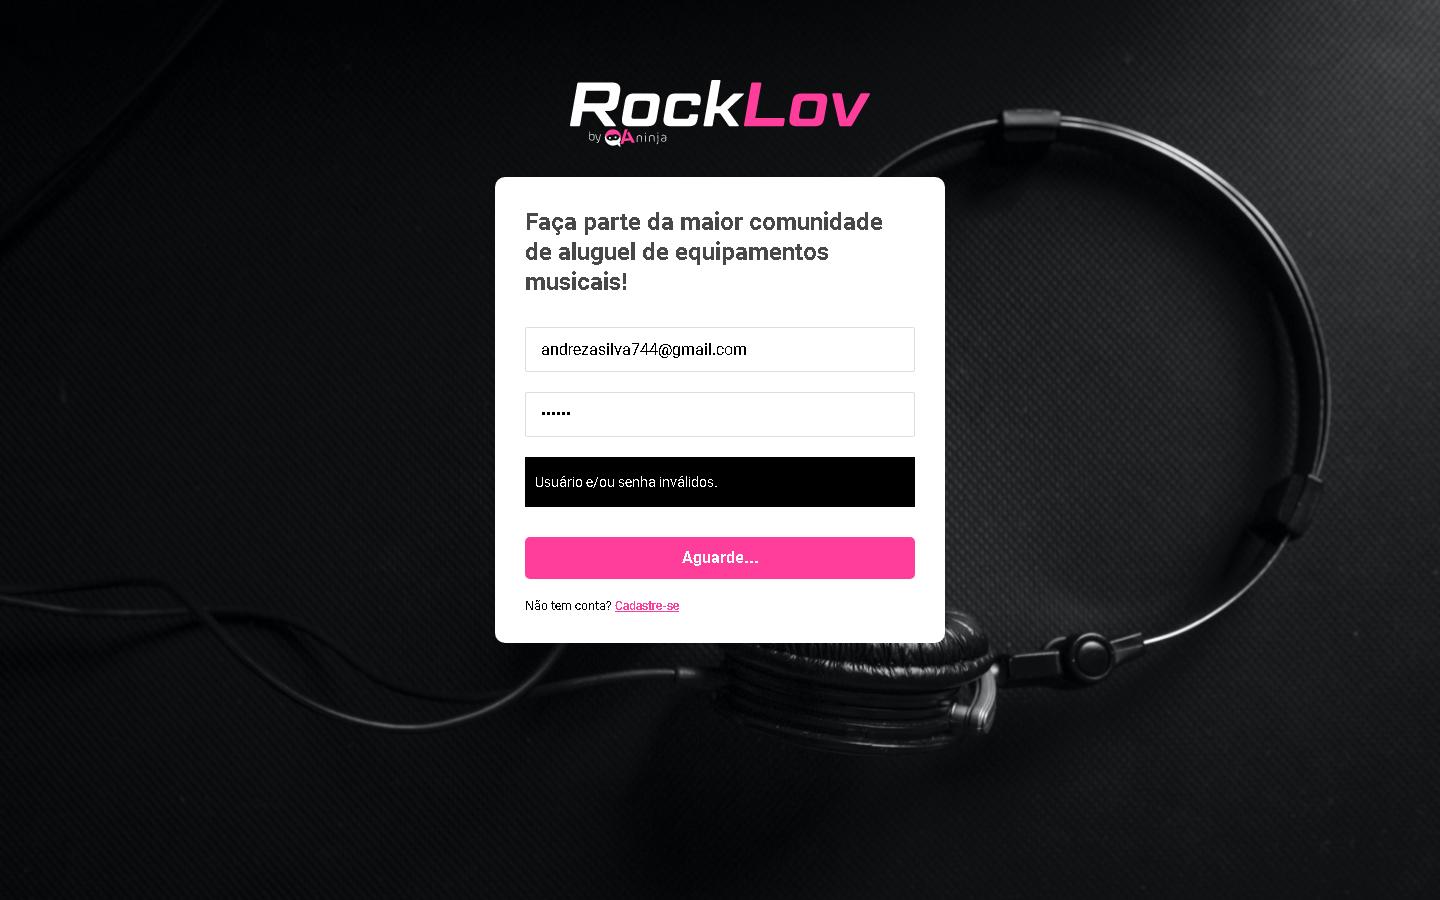 RockLov
by QAninja
Faça parte da maior comunidade
de aluguel de equipamentos
musicais!
andrezasilva744@gmail.com
••••••
Usuário e/ou senha inválidos.
Aguarde...
Não tem conta? Cadastre-se